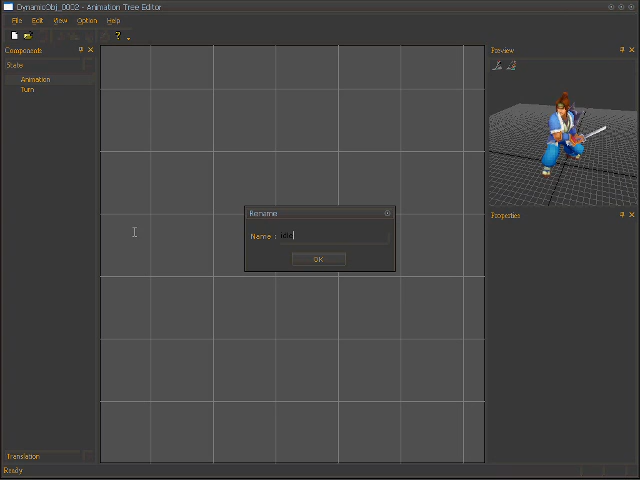 DynamicObj_0002 - Animation Tree Editor
File Edit View Option Help
Components
State
Animation
Turn
Translation
Rename
Name : idle
OK
Preview
Properties
Ready